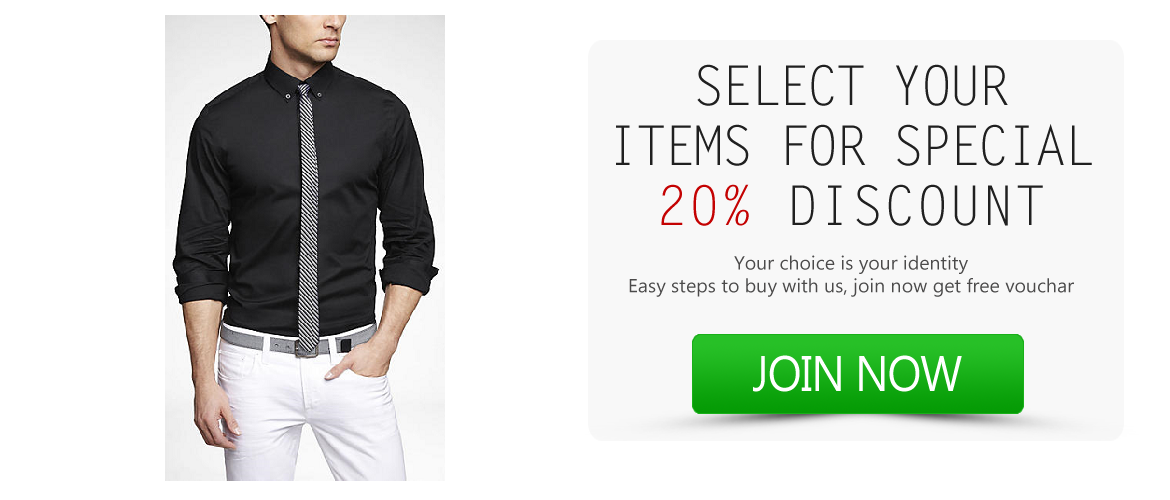 SELECT YOUR
ITEMS FOR SPECIAL
20% DISCOUNT
Your choice is your identity
Easy steps to buy with us, join now get free vouchar
JOIN NOW